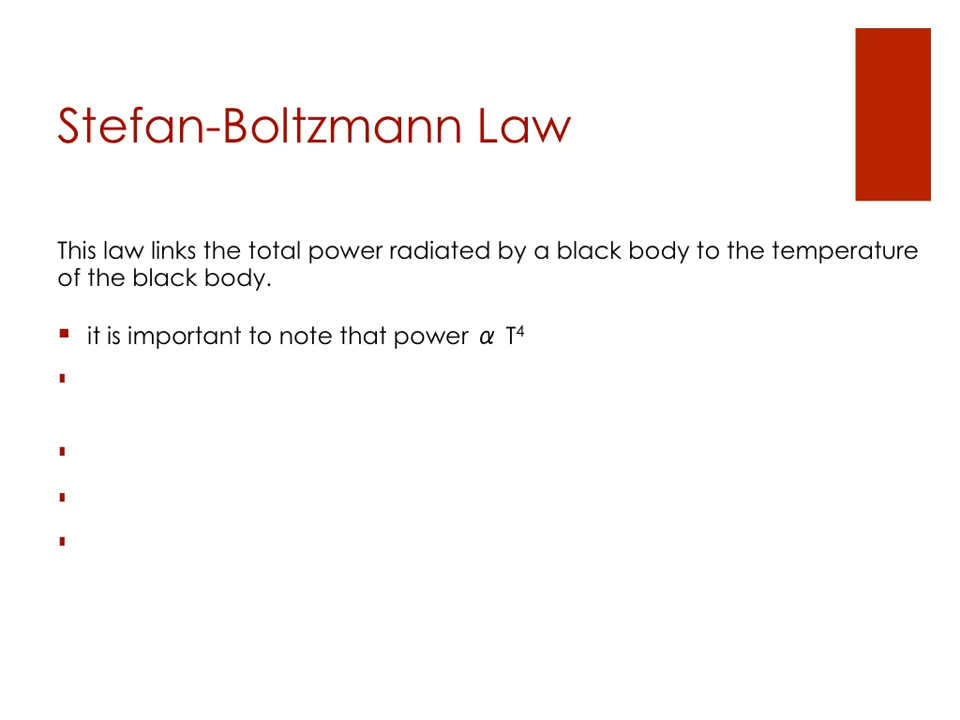 Stefan-Boltzmann Law
This law links the total power radiated by a black body to the temperature
of the black body.
▪ it is important to note that power α T⁴
▪
▪
▪
▪